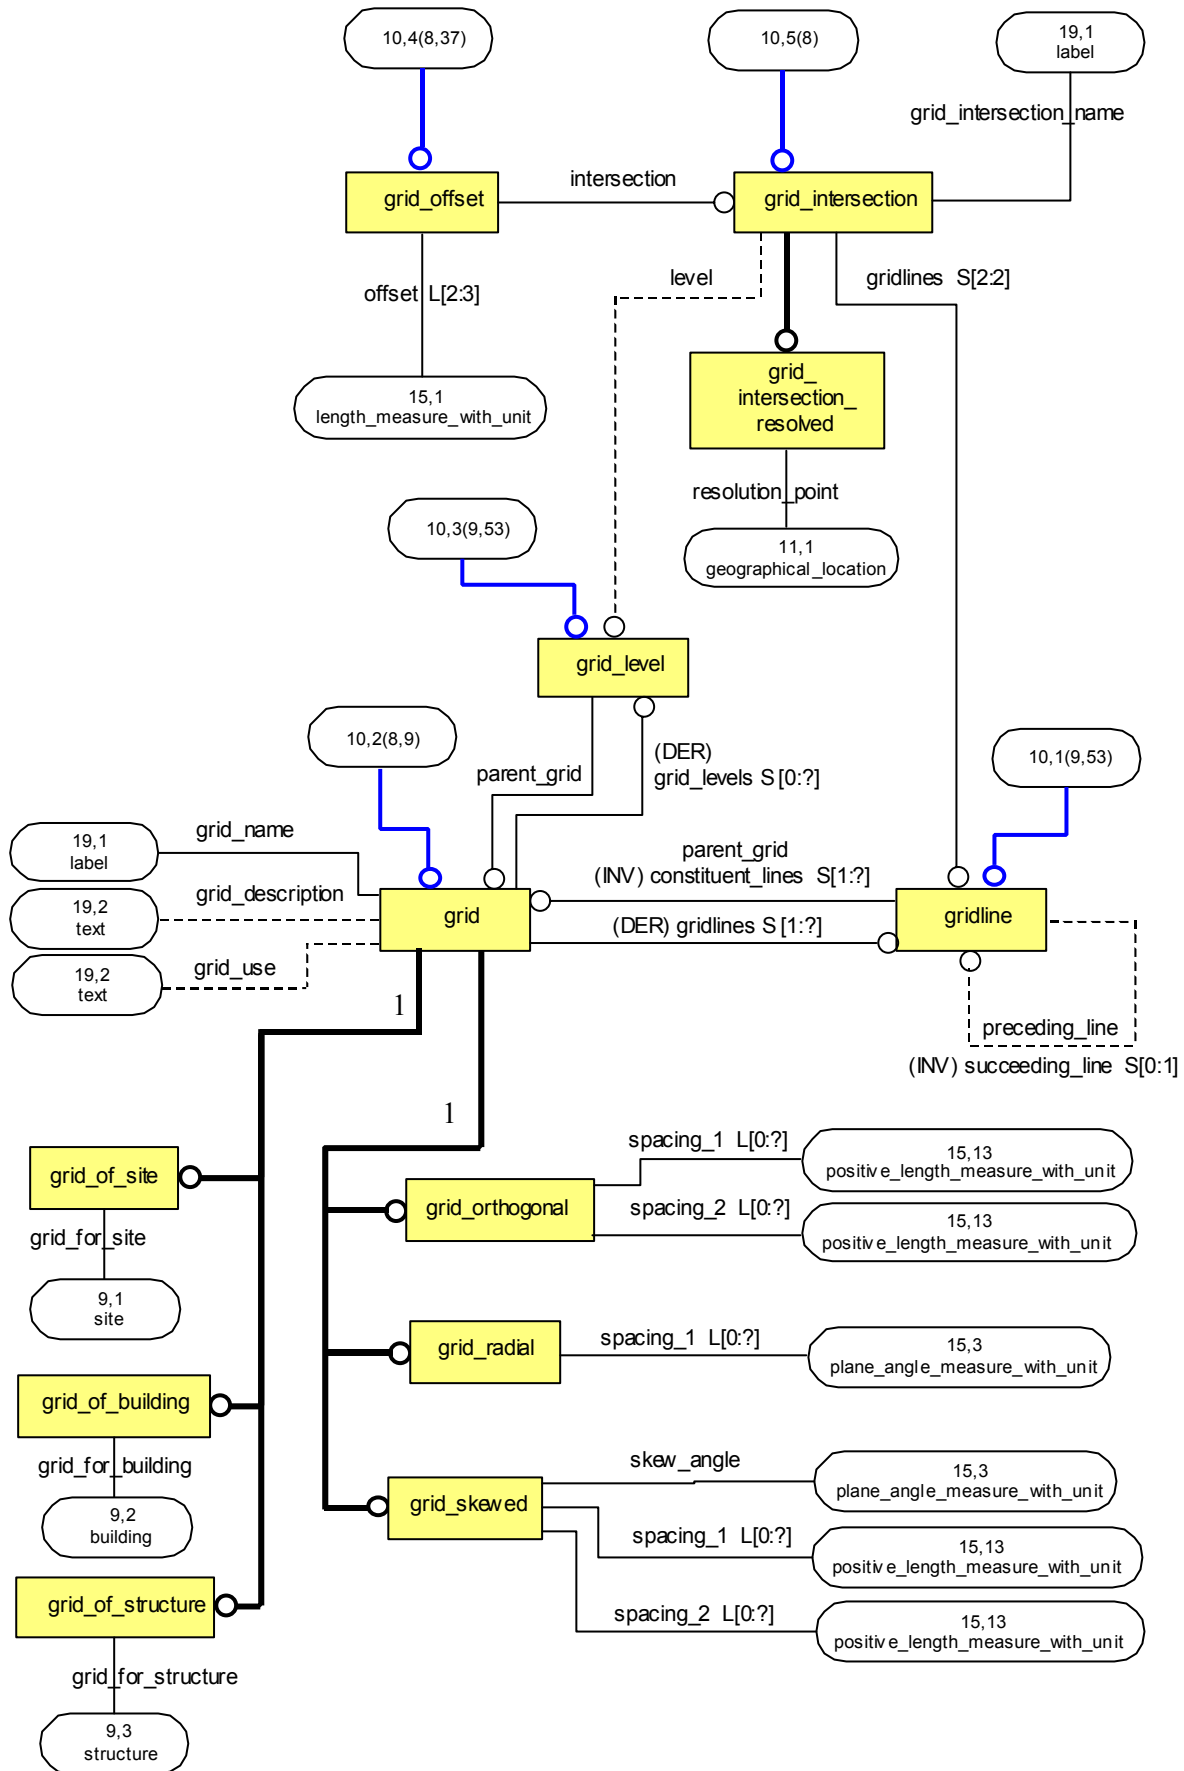 10,4(8,37)
10,5(8)
19,1
label
grid_intersection_name
grid_offset
intersection
grid_intersection
level
gridlines S[2:2]
offset L[2:3]
grid_
intersection_
resolved
15,1
length_measure_with_unit
resolution_point
10,3(9,53)
11,1
geographical_location
grid_level
10,2(8,9)
(DER)
grid_levels S[0:?]
parent_grid
10,1(9,53)
19,1
label
grid_name
parent_grid
(INV) constituent_lines S[1:?]
grid_description
19,2
text
grid
(DER) gridlines S[1:?]
gridline
grid_use
19,2
text
1
preceding_line
(INV) succeeding_line S[0:1]
1
grid_of_site
spacing_1 L[0:?]
15,13
positive_length_measure_with_unit
grid_orthogonal
spacing_2 L[0:?]
15,13
positive_length_measure_with_unit
grid_for_site
9,1
site
grid_radial
spacing_1 L[0:?]
15,3
plane_angle_measure_with_unit
grid_of_building
grid_for_building
skew_angle
15,3
plane_angle_measure_with_unit
grid_skewed
9,2
building
spacing_1 L[0:?]
15,13
positive_length_measure_with_unit
grid_of_structure
spacing_2 L[0:?]
15,13
positive_length_measure_with_unit
grid_for_structure
9,3
structure